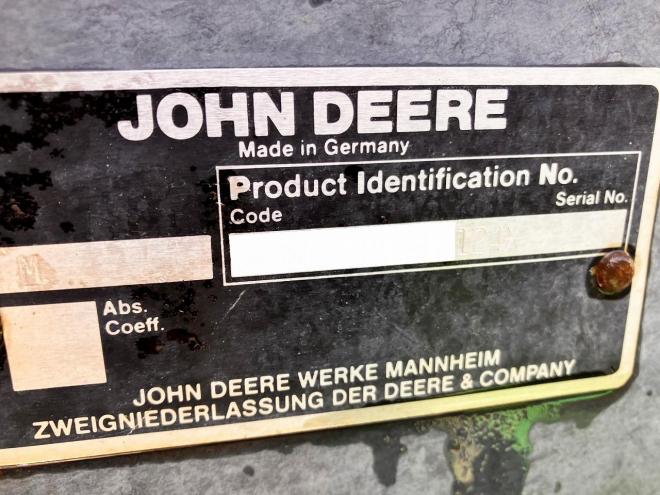 JOHN DEERE
Made in Germany
Product Identification No.
Code Serial No.
M
Abs.
Coeff.
JOHN DEERE WERKE MANNHEIM
ZWEIGNIEDERLASSUNG DER DEERE & COMPANY